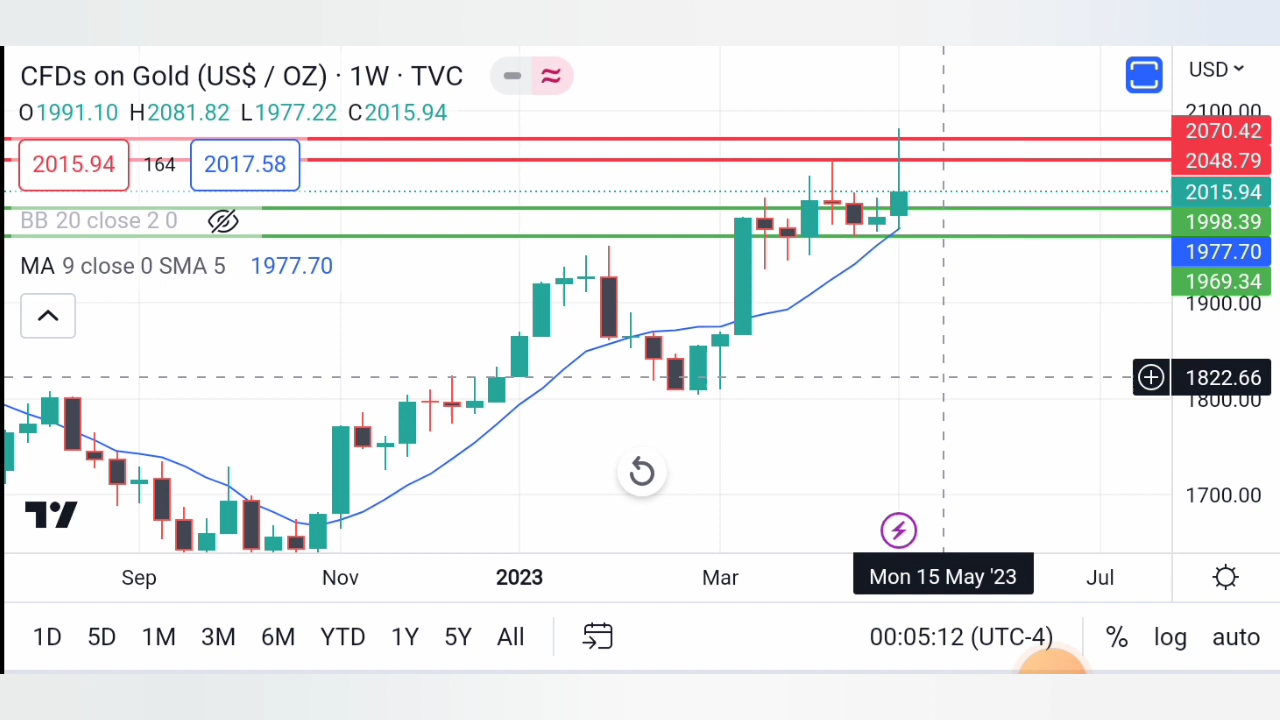 CFDs on Gold (US$ / OZ) · 1W · TVC
USD
O1991.10 H2081.82 L1977.22 C2015.94
2100.00
2070.42
2015.94 164 2017.58
2048.79
2015.94
BB 20 close 2 0
1998.39
MA 9 close 0 SMA 5 1977.70
1977.70
1969.34
1900.00
1822.66
1800.00
1700.00
Sep Nov 2023 Mar Mon 15 May '23 Jul
1D 5D 1M 3M 6M YTD 1Y 5Y All 00:05:12 (UTC-4) % log auto